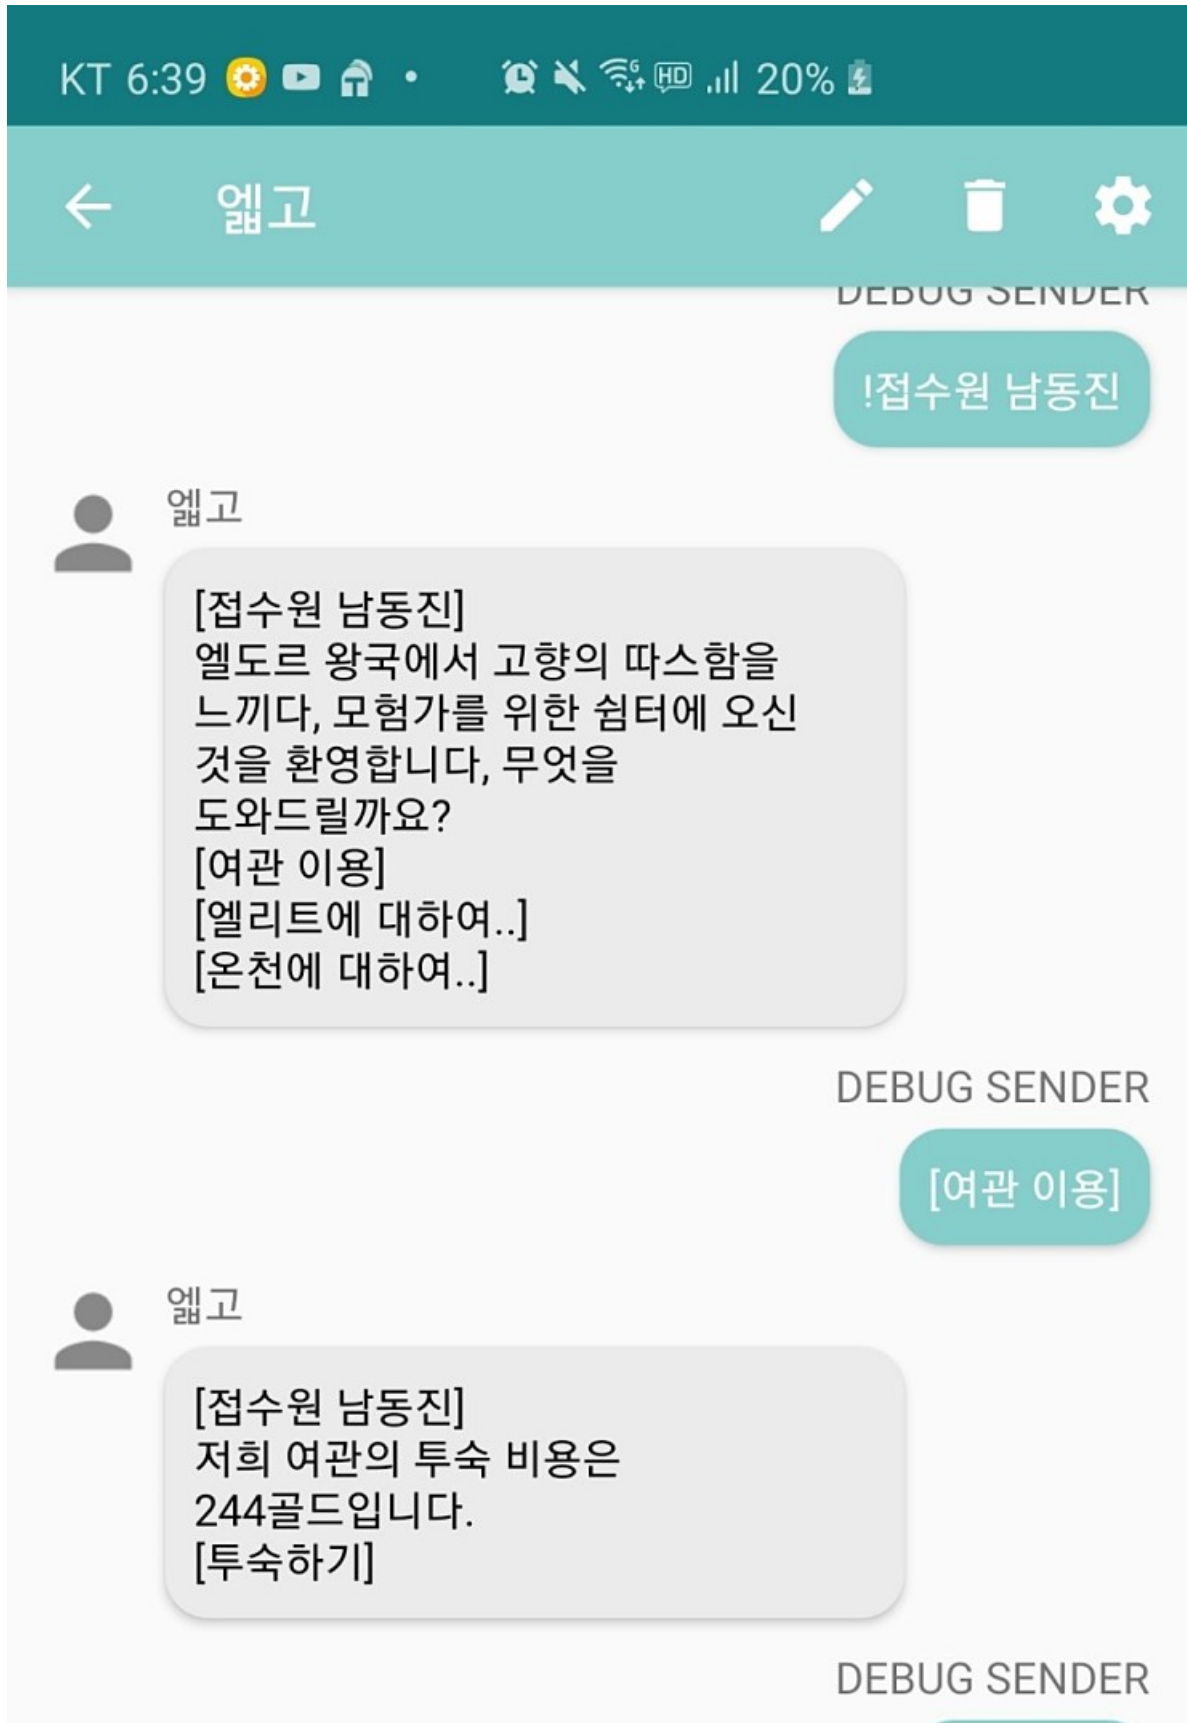 KT 6:39 HD 20%
엛고
DEBUG SENDER
!접수원 남동진
엛고
[접수원 남동진]
엘도르 왕국에서 고향의 따스함을
느끼다, 모험가를 위한 쉼터에 오신
것을 환영합니다, 무엇을
도와드릴까요?
[여관 이용]
[엘리트에 대하여..]
[온천에 대하여..]
DEBUG SENDER
[여관 이용]
엛고
[접수원 남동진]
저희 여관의 투숙 비용은
244골드입니다.
[투숙하기]
DEBUG SENDER